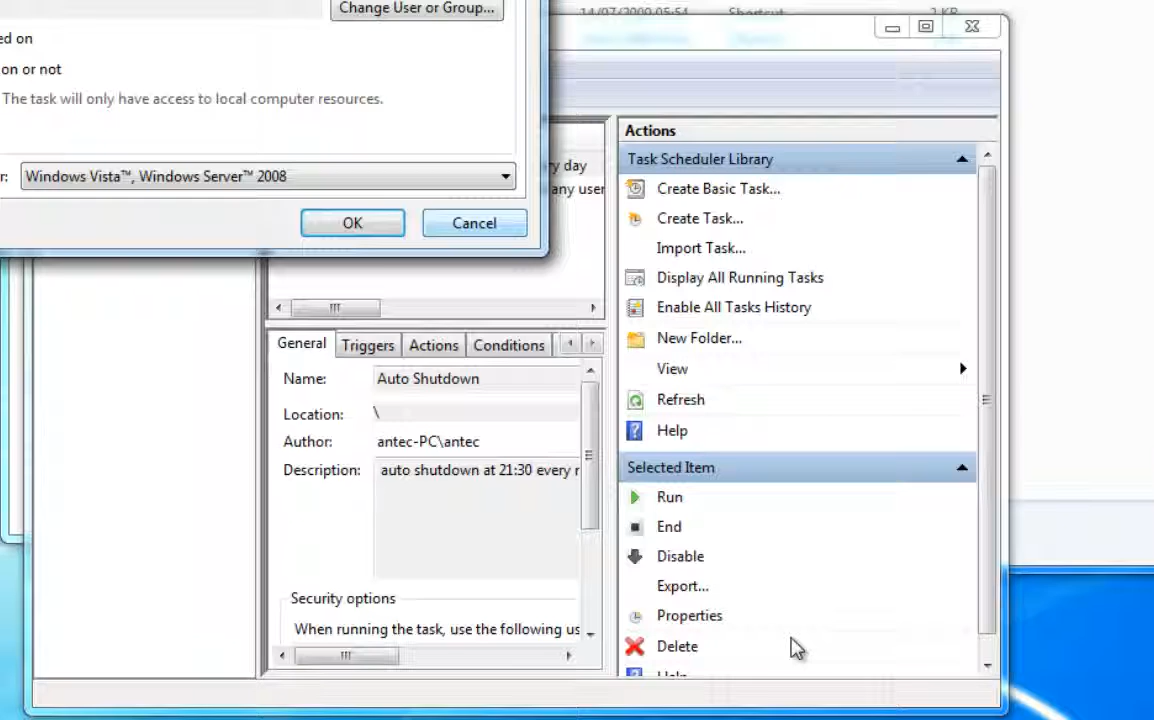 Change User or Group...
14/07/2009 05:54 Shortcut 2 KB
ed on
on or not
The task will only have access to local computer resources.
r: Windows Vista™, Windows Server™ 2008
OK Cancel
ry day
any user
Actions
Task Scheduler Library
Create Basic Task...
Create Task...
Import Task...
Display All Running Tasks
Enable All Tasks History
New Folder...
View
Refresh
Help
Selected Item
Run
End
Disable
Export...
Properties
Delete
Help
General Triggers Actions Conditions
Name: Auto Shutdown
Location: \
Author: antec-PC\antec
Description: auto shutdown at 21:30 every r
Security options
When running the task, use the following us